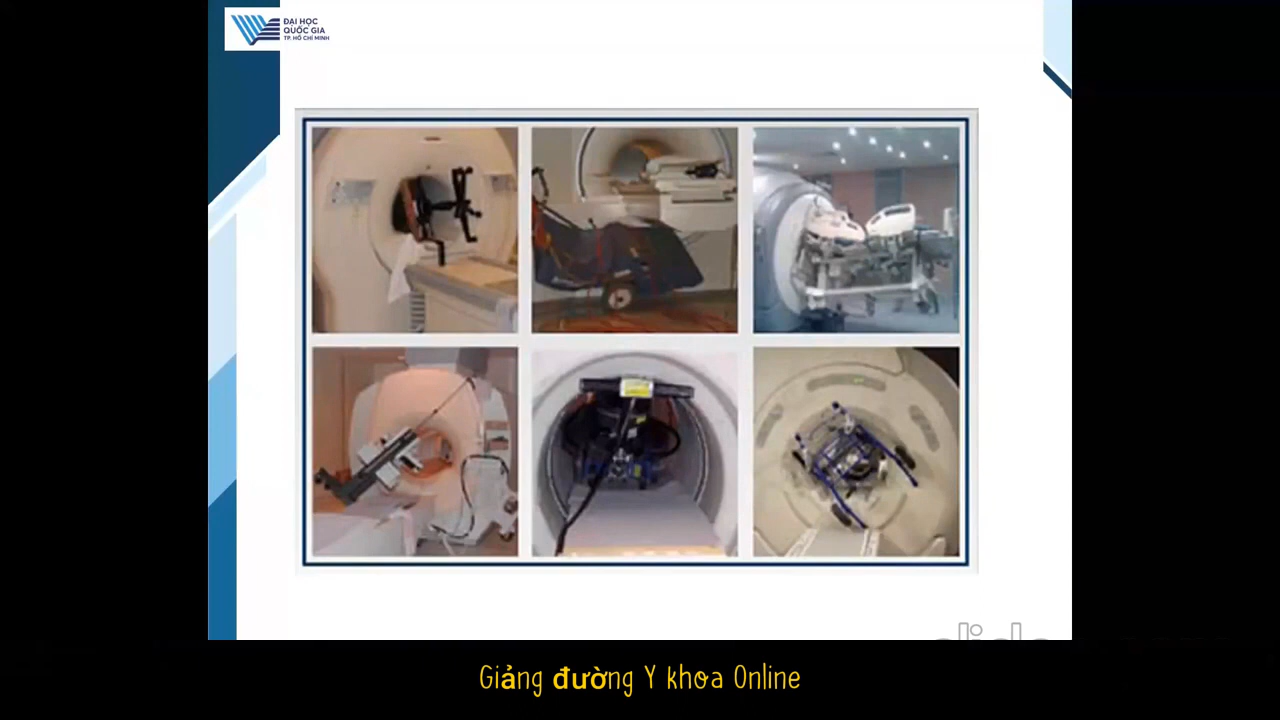 ĐẠI HỌC
QUỐC GIA
TP. HỒ CHÍ MINH
Giảng đường Y khoa Online